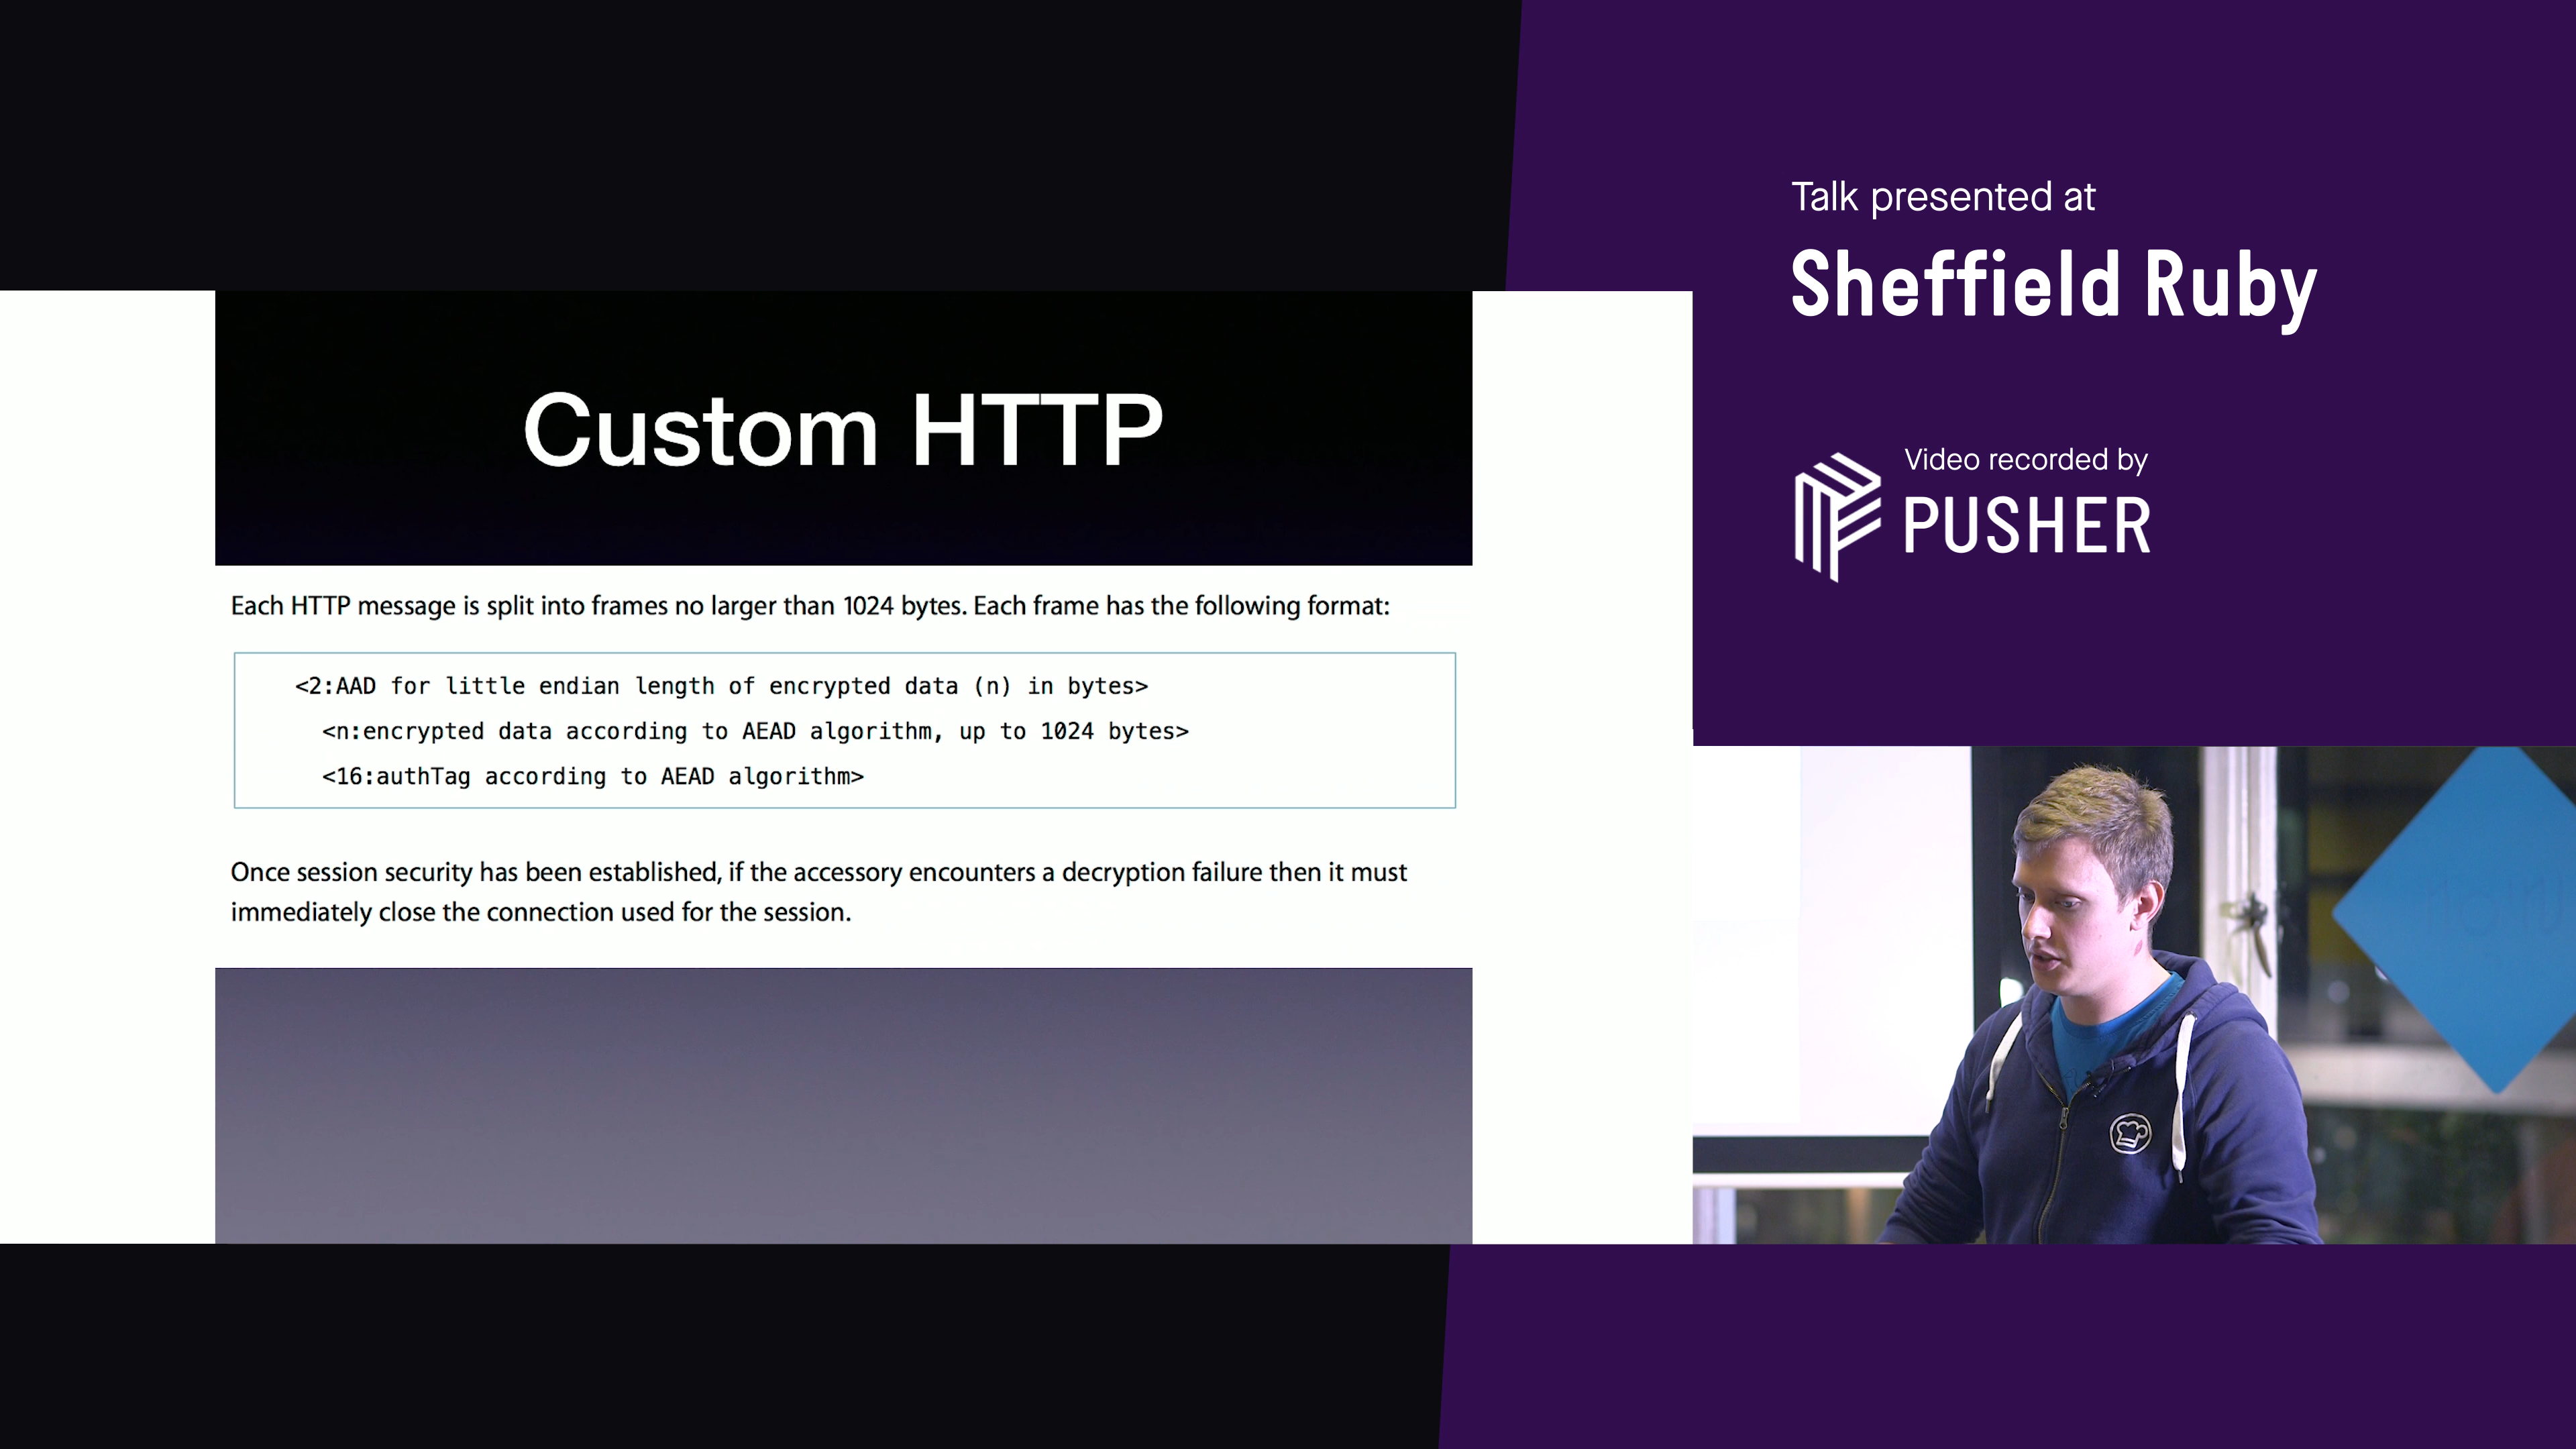 Talk presented at
Sheffield Ruby
Video recorded by
PUSHER
Custom HTTP
Each HTTP message is split into frames no larger than 1024 bytes. Each frame has the following format:
<2:AAD for little endian length of encrypted data (n) in bytes>
<n:encrypted data according to AEAD algorithm, up to 1024 bytes>
<16:authTag according to AEAD algorithm>
Once session security has been established, if the accessory encounters a decryption failure then it must
immediately close the connection used for the session.